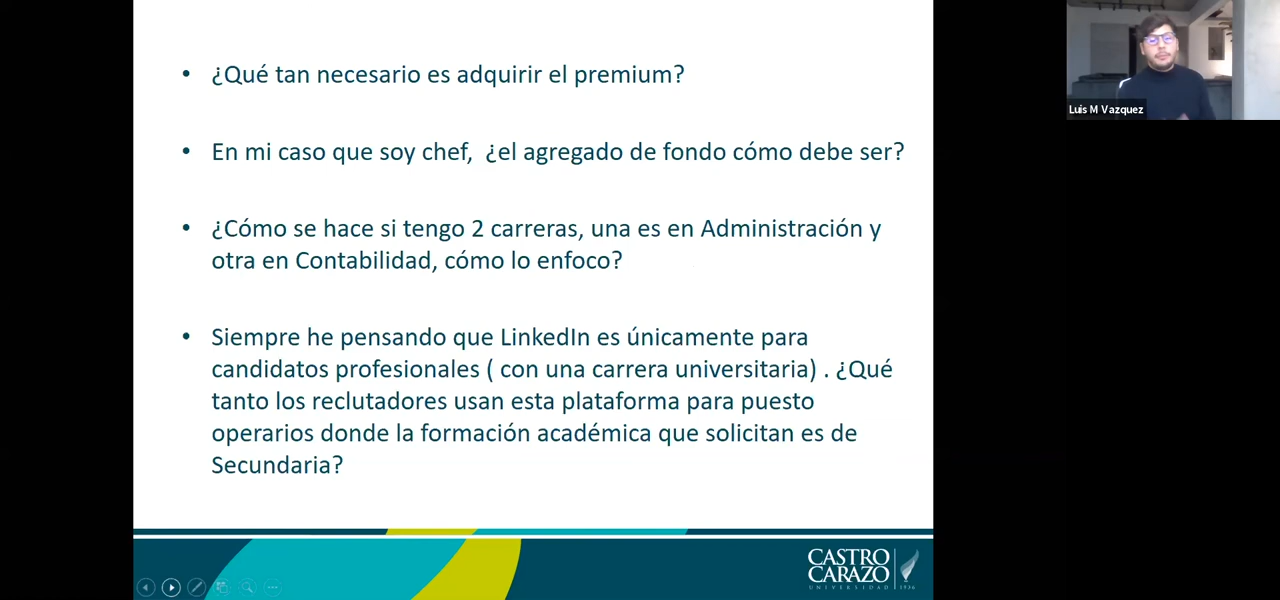 • ¿Qué tan necesario es adquirir el premium?
• En mi caso que soy chef, ¿el agregado de fondo cómo debe ser?
• ¿Cómo se hace si tengo 2 carreras, una es en Administración y
otra en Contabilidad, cómo lo enfoco?
• Siempre he pensando que LinkedIn es únicamente para
candidatos profesionales ( con una carrera universitaria) . ¿Qué
tanto los reclutadores usan esta plataforma para puesto
operarios donde la formación académica que solicitan es de
Secundaria?
Luis M Vazquez
CASTRO
CARAZO
UNIVERSIDAD 1936